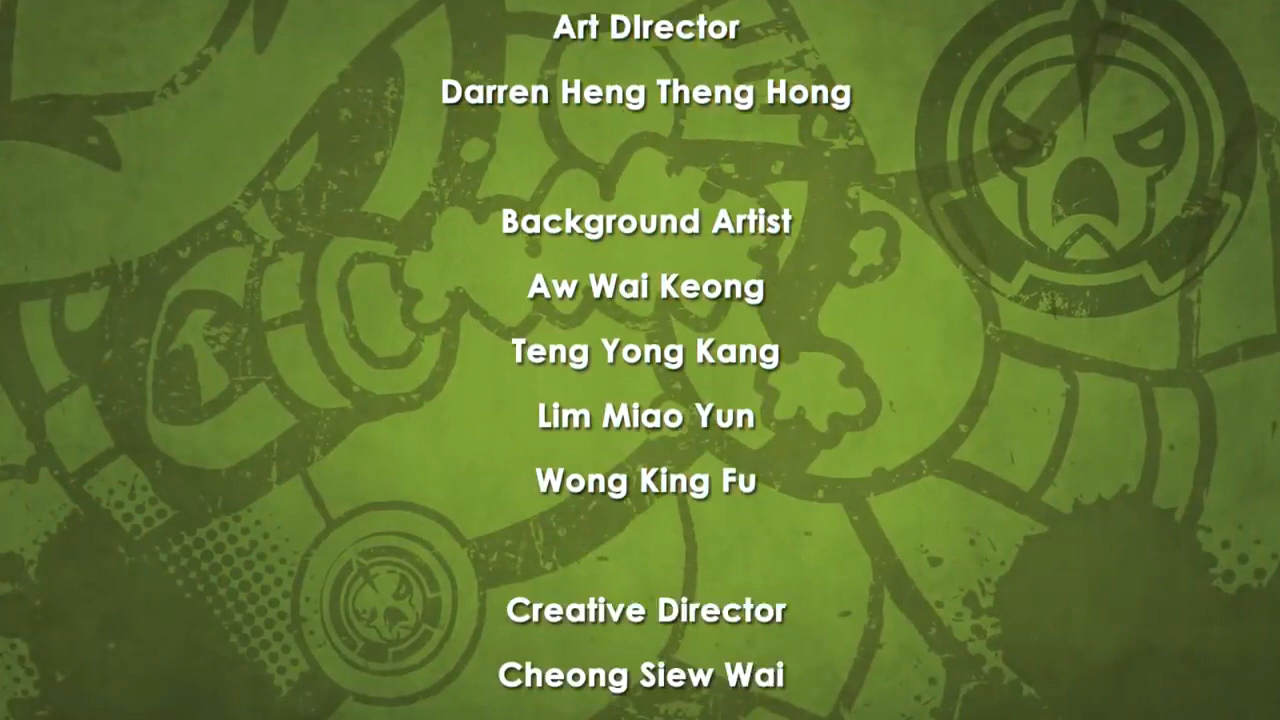 Art DIrector
Darren Heng Theng Hong
Background Artist
Aw Wai Keong
Teng Yong Kang
Lim Miao Yun
Wong King Fu
Creative Director
Cheong Siew Wai